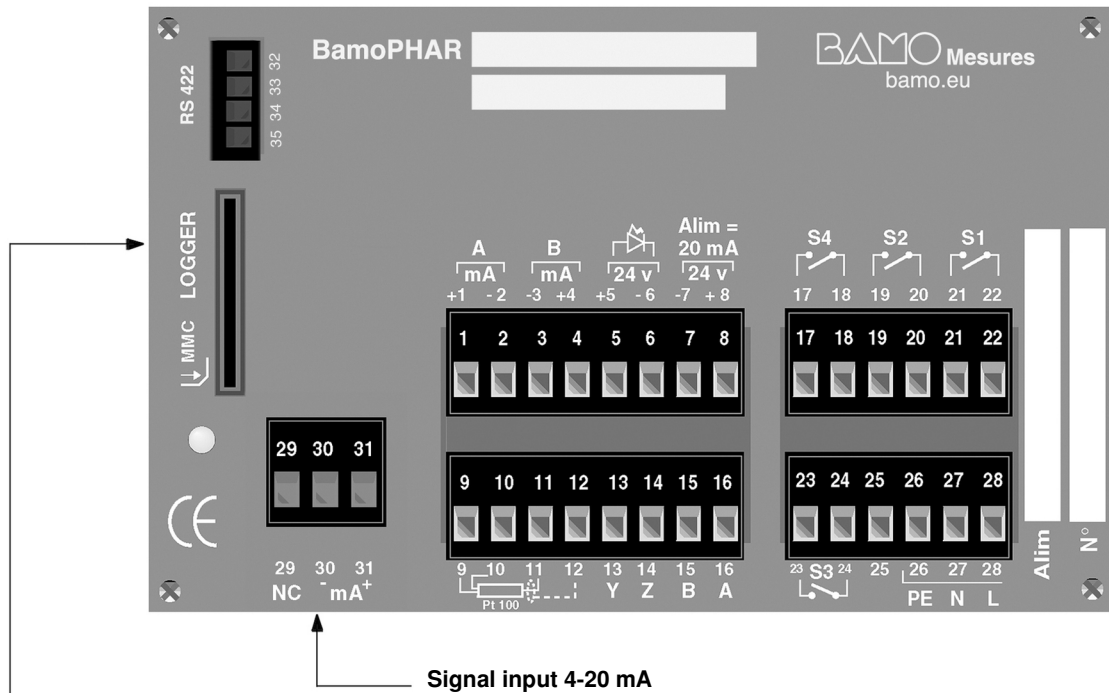 BamoPHAR
BAMO Mesures
bamo.eu
RS 422
32
33
34
35
LOGGER
MMC
A
mA
B
mA
24 v
Alim =
20 mA
24 v
S4
S2
S1
+1 - 2 -3 +4 +5 - 6 -7 + 8
17 18 19 20 21 22
1 2 3 4 5 6 7 8
17 18 19 20 21 22
29 30 31
9 10 11 12 13 14 15 16
23 24 25 26 27 28
CE
29 30 31
NC - mA +
9 10 11 12 13 14 15 16
Pt 100
Y Z B A
23 S3 24 25 26 27 28
PE N L
Alim
N°
Signal input 4-20 mA